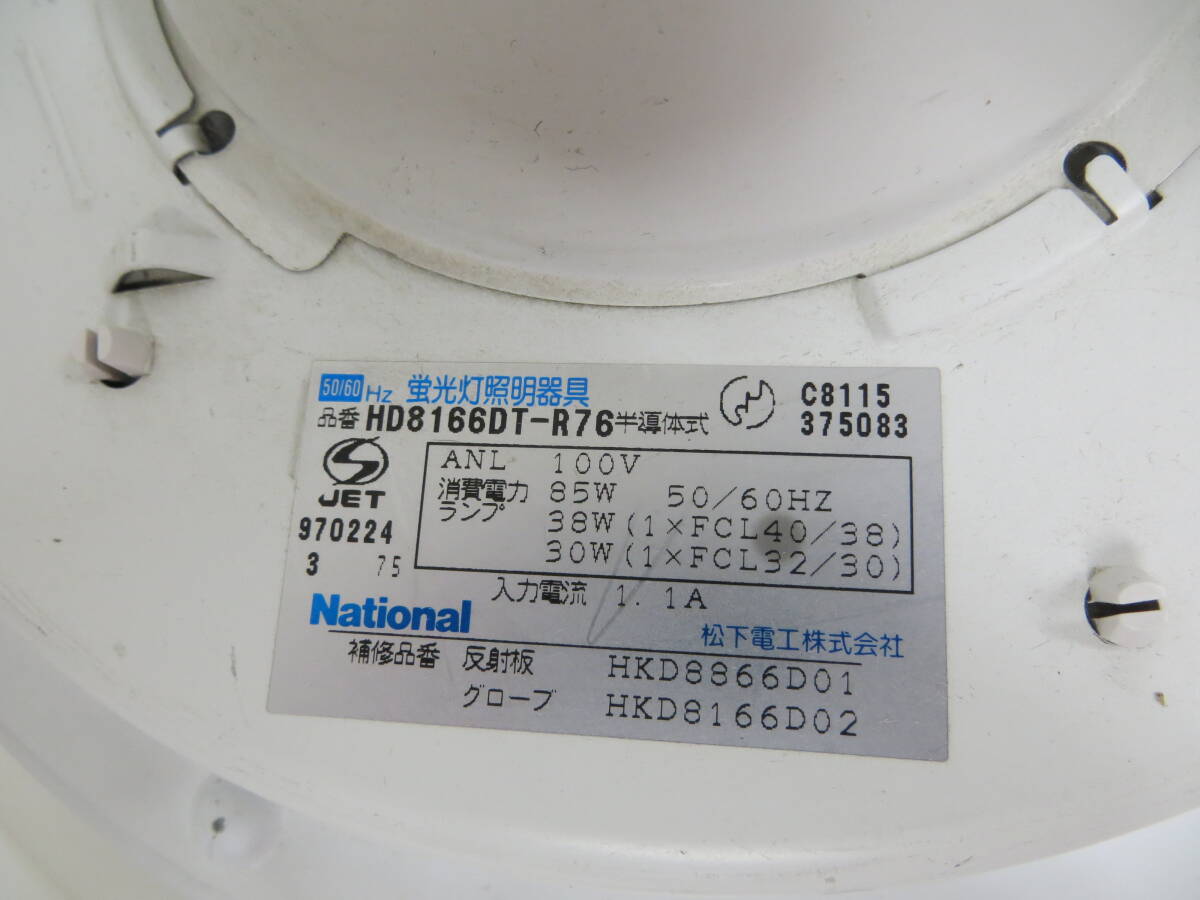 50/60 Hz 蛍光灯照明器具
品番 HD8166DT-R76 半導体式
C8115
375083
JET
970224
3 75
ANL 100V
消費電力 85W 50/60HZ
ランプ 38W (1×FCL40/38)
30W (1×FCL32/30)
入力電流 1.1A
National
松下電工株式会社
補修品番 反射板 HKD8866D01
グローブ HKD8166D02